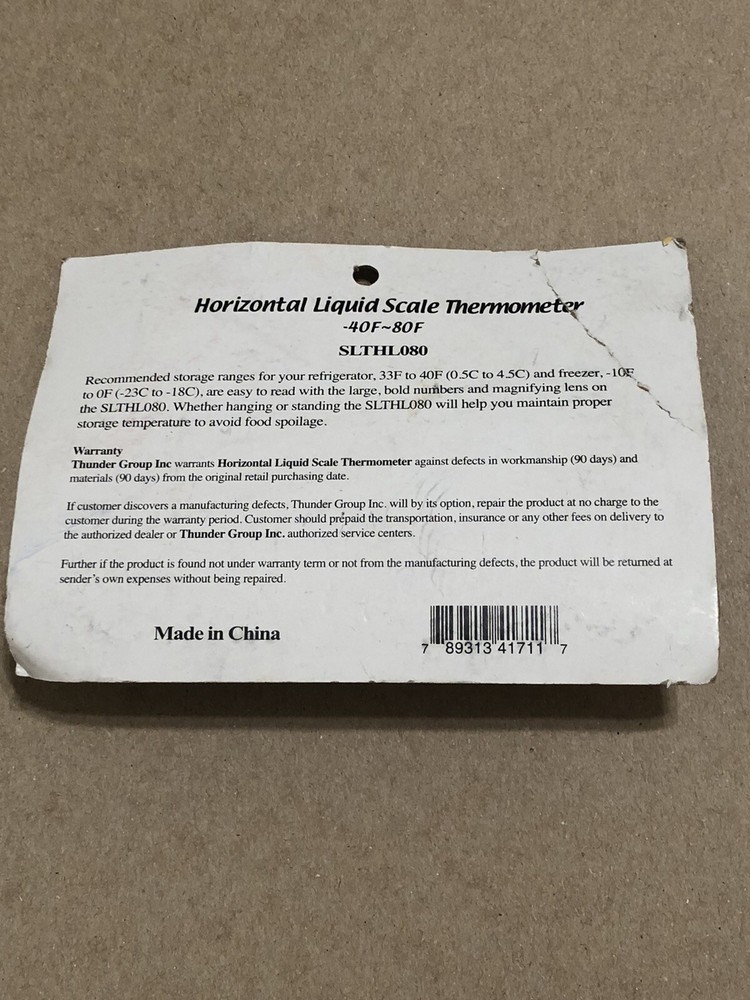 Horizontal Liquid Scale Thermometer
-40F~80F
SLTHL080
Recommended storage ranges for your refrigerator, 33F to 40F (0.5C to 4.5C) and freezer, -10F
to 0F (-23C to -18C), are easy to read with the large, bold numbers and magnifying lens on
the SLTHL080. Whether hanging or standing the SLTHL080 will help you maintain proper
storage temperature to avoid food spoilage.
Warranty
Thunder Group Inc warrants Horizontal Liquid Scale Thermometer against defects in workmanship (90 days) and
materials (90 days) from the original retail purchasing date.
If customer discovers a manufacturing defects, Thunder Group Inc. will by its option, repair the product at no charge to the
customer during the warranty period. Customer should prepaid the transportation, insurance or any other fees on delivery to
the authorized dealer or Thunder Group Inc. authorized service centers.
Further if the product is found not under warranty term or not from the manufacturing defects, the product will be returned at
sender's own expenses without being repaired.
Made in China
7 89313 41711 7